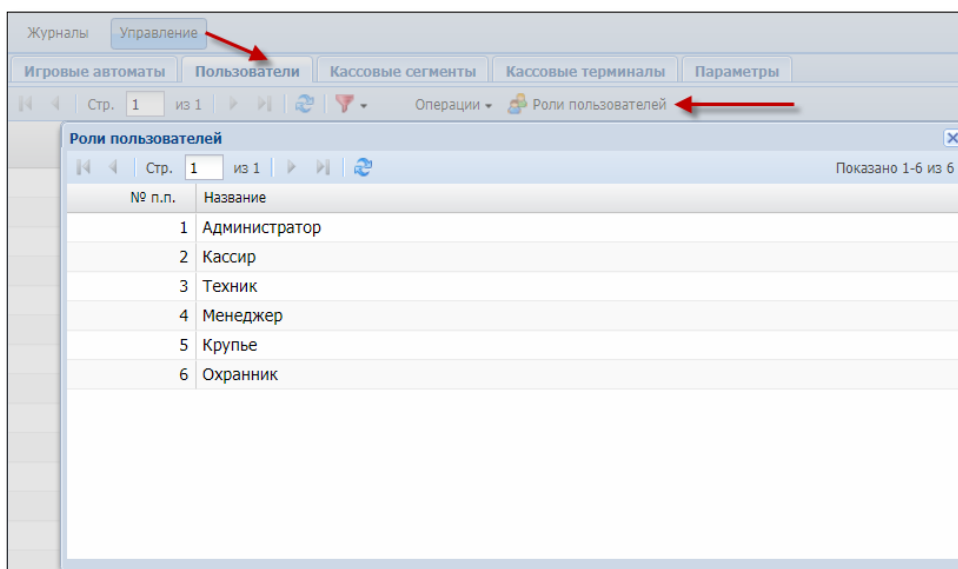 Журналы Управление
Игровые автоматы Пользователи Кассовые сегменты Кассовые терминалы Параметры
Стр. 1 из 1 Операции Роли пользователей
Роли пользователей
Стр. 1 из 1 Показано 1-6 из 6
№ п.п. Название
1 Администратор
2 Кассир
3 Техник
4 Менеджер
5 Крупье
6 Охранник